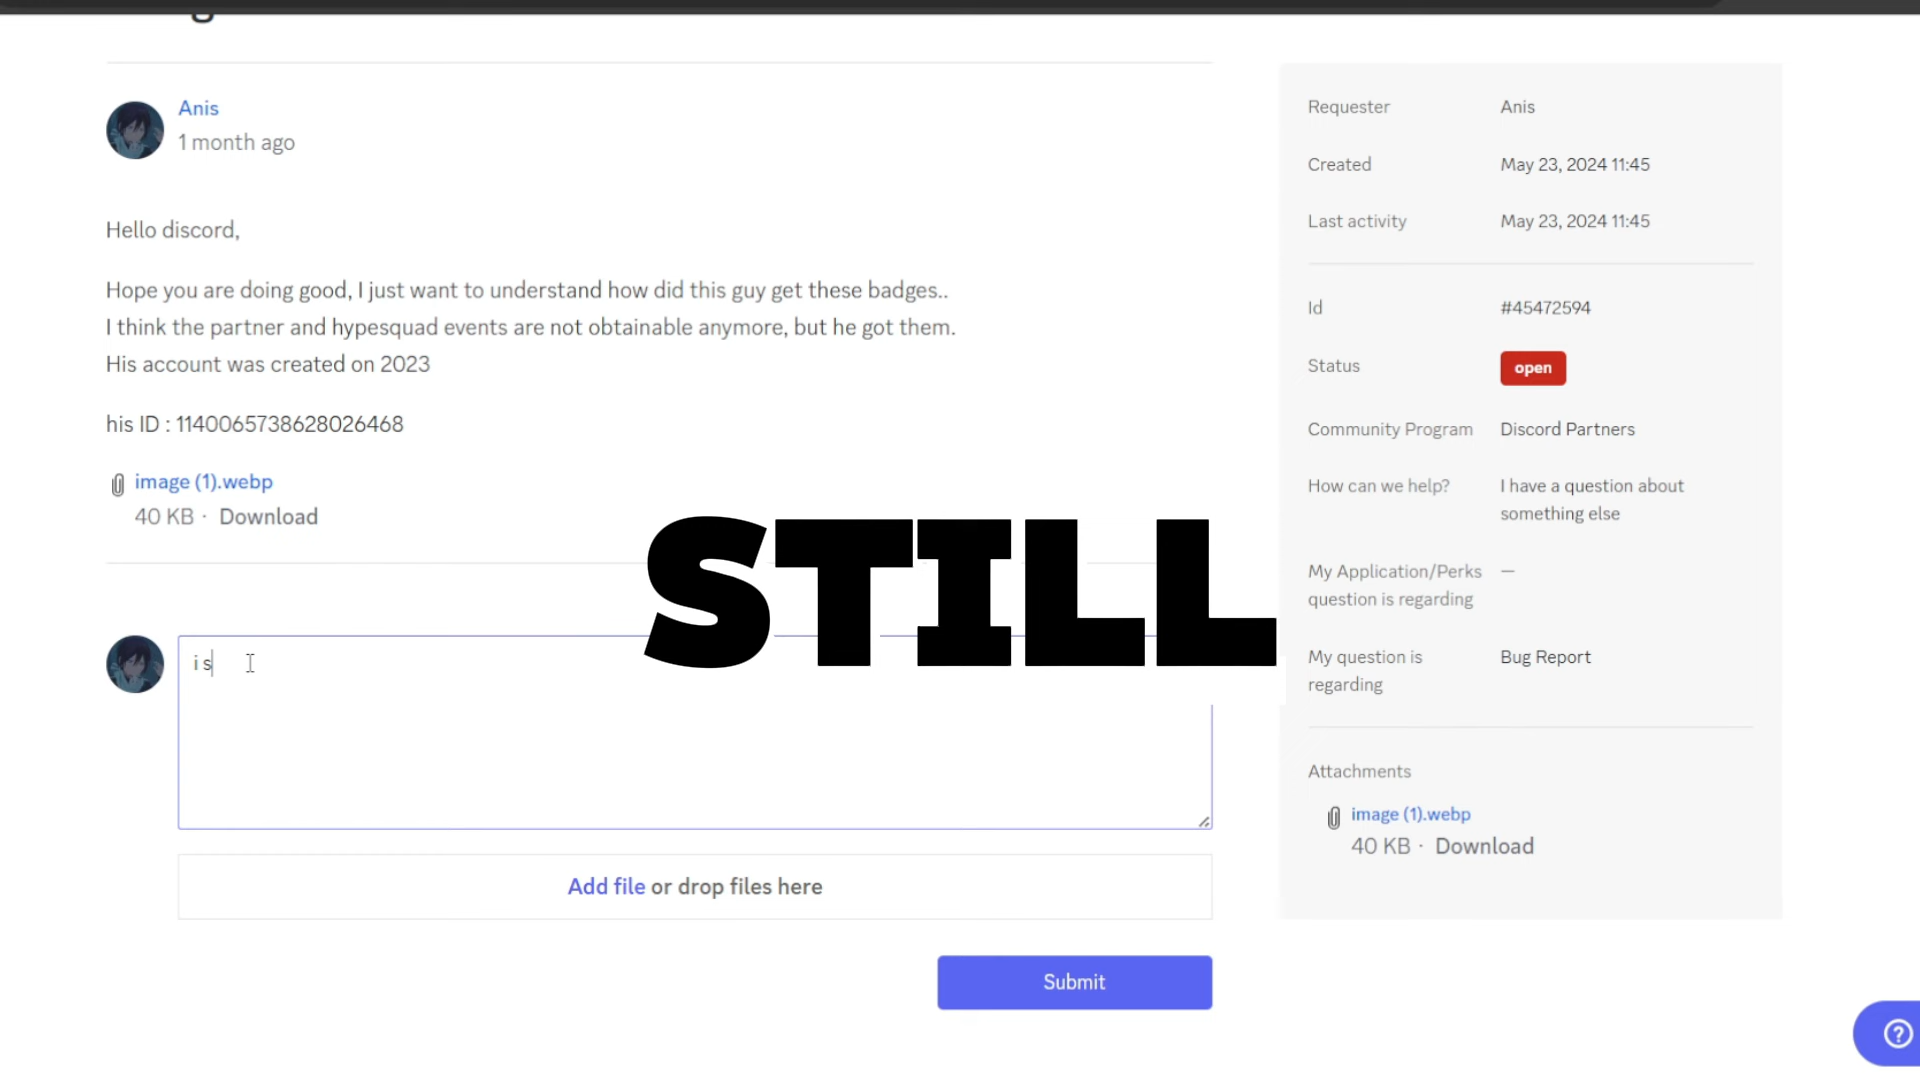 Anis
1 month ago
Hello discord,
Hope you are doing good, I just want to understand how did this guy get these badges..
I think the partner and hypesquad events are not obtainable anymore, but he got them.
His account was created on 2023
his ID : 1140065738628026468
image (1).webp
40 KB · Download
STILL
i s
Add file or drop files here
Submit
Requester Anis
Created May 23, 2024 11:45
Last activity May 23, 2024 11:45
Id #45472594
Status open
Community Program Discord Partners
How can we help? I have a question about
something else
My Application/Perks —
question is regarding
My question is Bug Report
regarding
Attachments
image (1).webp
40 KB · Download